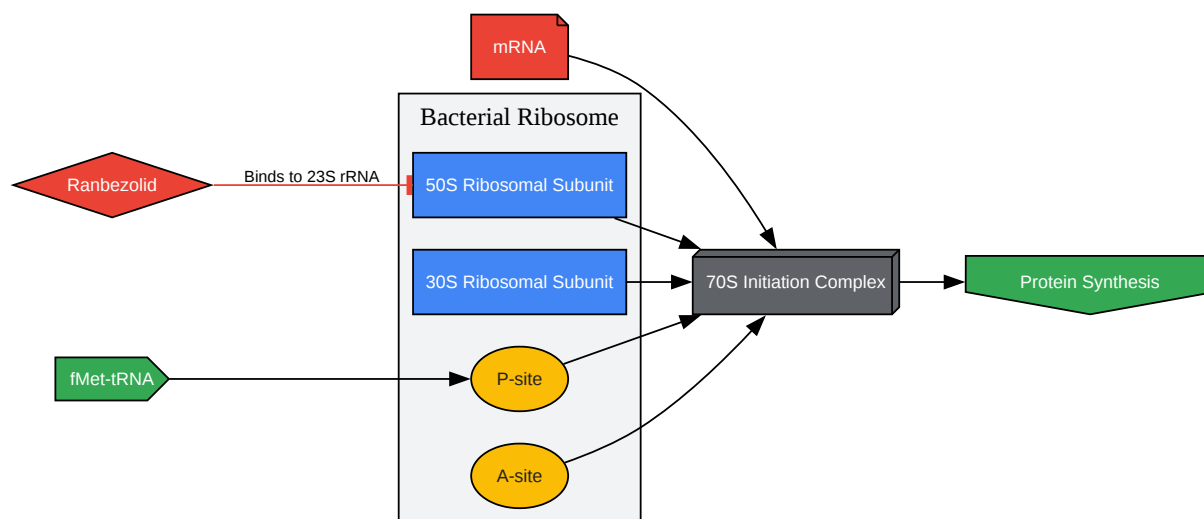 mRNA
Bacterial Ribosome
Ranbezolid
Binds to 23S rRNA
50S Ribosomal Subunit
30S Ribosomal Subunit
70S Initiation Complex
Protein Synthesis
fMet-tRNA
P-site
A-site